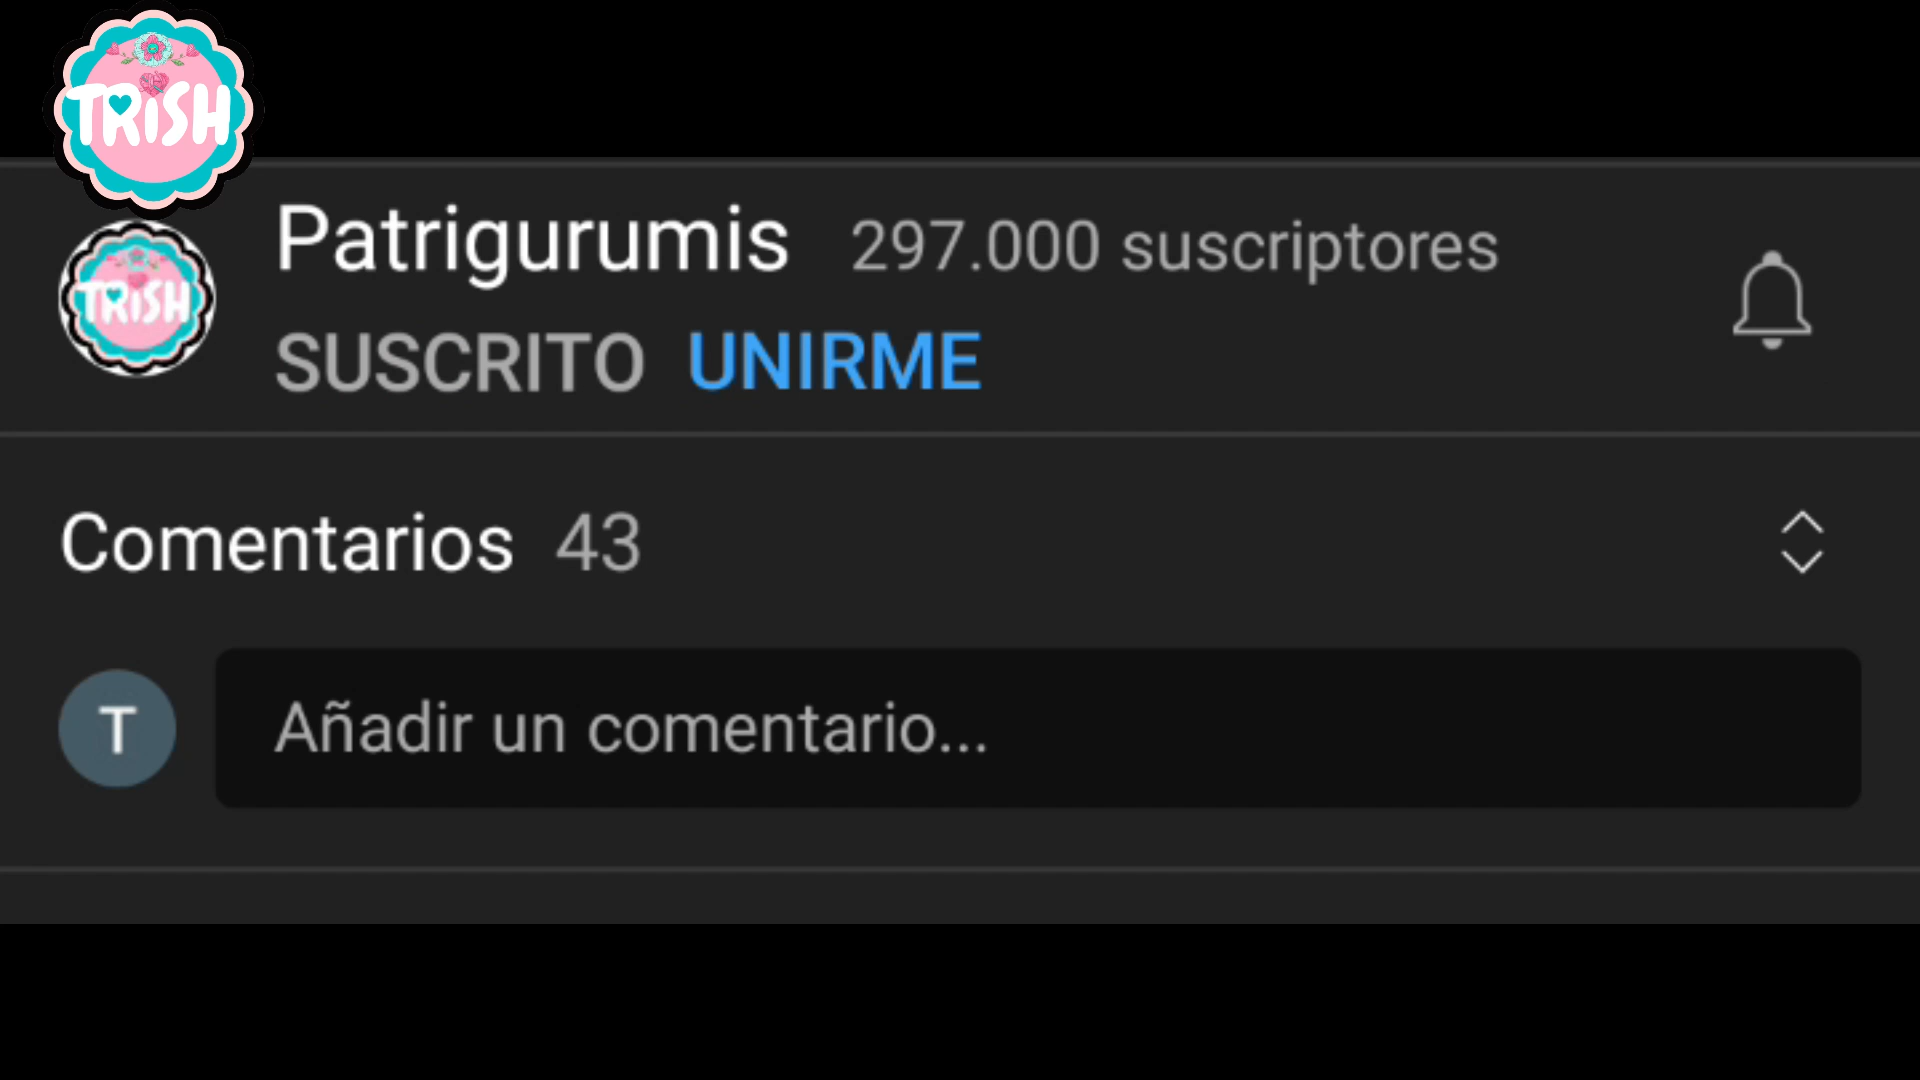 TRISH
Patrigurumis 297.000 suscriptores
TRISH
SUSCRITO UNIRME
Comentarios 43
T
Añadir un comentario...